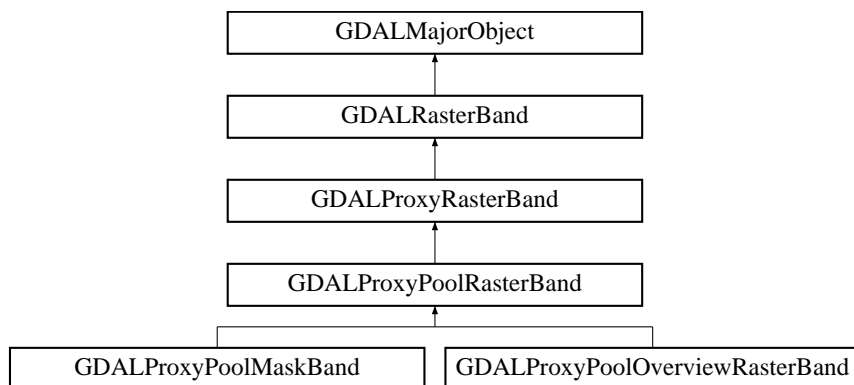 GDALMajorObject
GDALRasterBand
GDALProxyRasterBand
GDALProxyPoolRasterBand
GDALProxyPoolMaskBand
GDALProxyPoolOverviewRasterBand